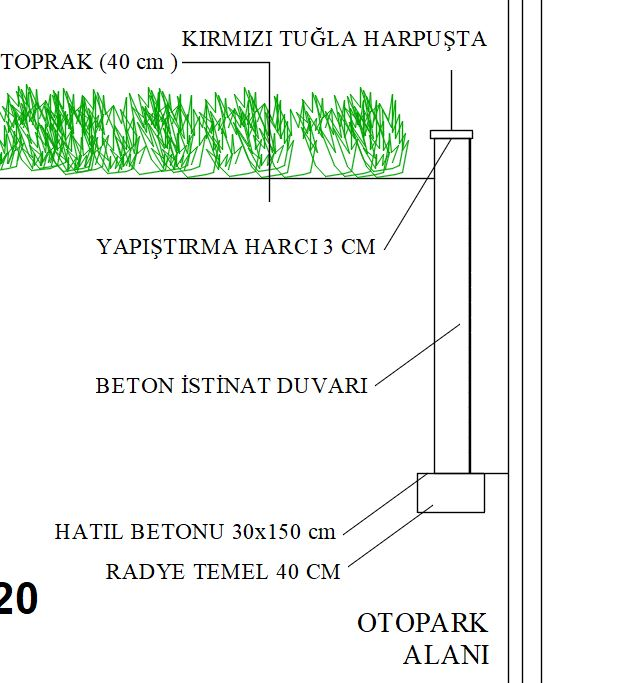 KIRMIZI TUĞLA HARPUŞTA
TOPRAK (40 cm )
YAPIŞTIRMA HARCI 3 CM
BETON İSTİNAT DUVARI
HATIL BETONU 30x150 cm
RADYE TEMEL 40 CM
20
OTOPARK
ALANI